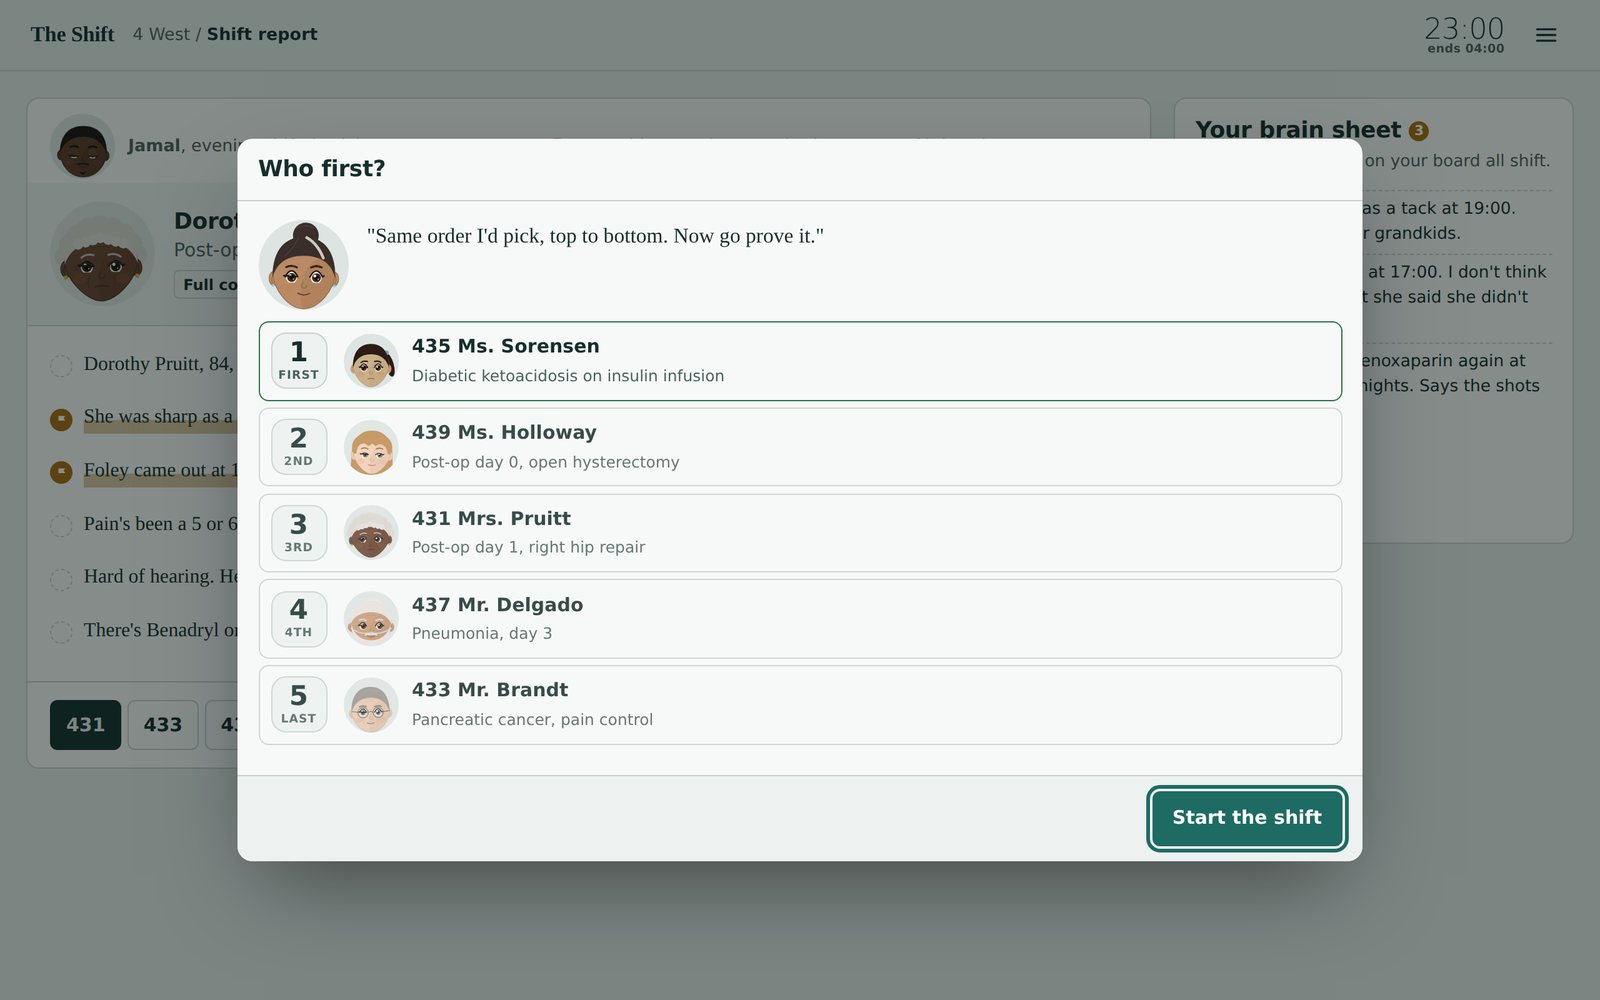 The Shift
4 West / Shift report
23:00
ends 04:00
Jamal, eveni
Your brain sheet 3
on your board all shift.
Dorot
Post-op
Full co
as a tack at 19:00.
r grandkids.
at 17:00. I don't think
t she said she didn't
enoxaparin again at
nights. Says the shots
Dorothy Pruitt, 84,
She was sharp as a
Foley came out at 1
Pain's been a 5 or 6
Hard of hearing. He
There's Benadryl or
431
433
43
Who first?
"Same order I'd pick, top to bottom. Now go prove it."
1
FIRST
435 Ms. Sorensen
Diabetic ketoacidosis on insulin infusion
2
2ND
439 Ms. Holloway
Post-op day 0, open hysterectomy
3
3RD
431 Mrs. Pruitt
Post-op day 1, right hip repair
4
4TH
437 Mr. Delgado
Pneumonia, day 3
5
LAST
433 Mr. Brandt
Pancreatic cancer, pain control
Start the shift